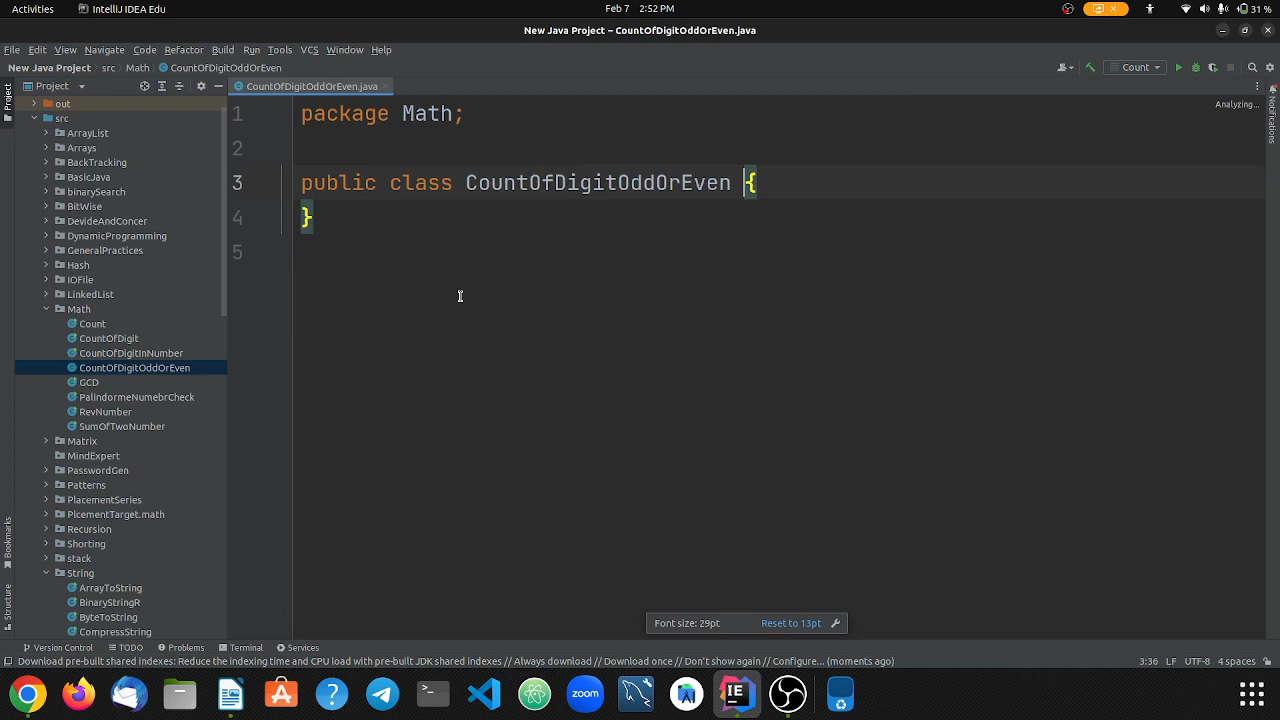 Activities IntelliJ IDEA Edu Feb 7 2:52 PM 31 %
New Java Project – CountOfDigitOddOrEven.java
File Edit View Navigate Code Refactor Build Run Tools VCS Window Help
New Java Project src Math CountOfDigitOddOrEven Count
Project CountOfDigitOddOrEven.java
Project
Notifications
Bookmarks
Structure
out
src
ArrayList
Arrays
BackTracking
BasicJava
binarySearch
BitWise
DevideAndConcer
DynamicProgramming
GeneralPractices
Hash
IOFile
LinkedList
Math
Count
CountOfDigit
CountOfDigitInNumber
CountOfDigitOddOrEven
GCD
PalindormeNumebrCheck
RevNumber
SumOfTwoNumber
Matrix
MindExpert
PasswordGen
Patterns
PlacementSeries
PlcementTarget.math
Recursion
Shorting
stack
String
ArrayToString
BinaryStringR
ByteToString
CompressString
Analyzing...
1 package Math;
2
3 public class CountOfDigitOddOrEven {
4 }
5
Font size: 29pt Reset to 13pt
Version Control TODO Problems Terminal Services
Download pre-built shared indexes: Reduce the indexing time and CPU load with pre-built JDK shared indexes // Always download // Download once // Don't show again // Configure... (moments ago) 3:36 LF UTF-8 4 spaces
zoom
IE